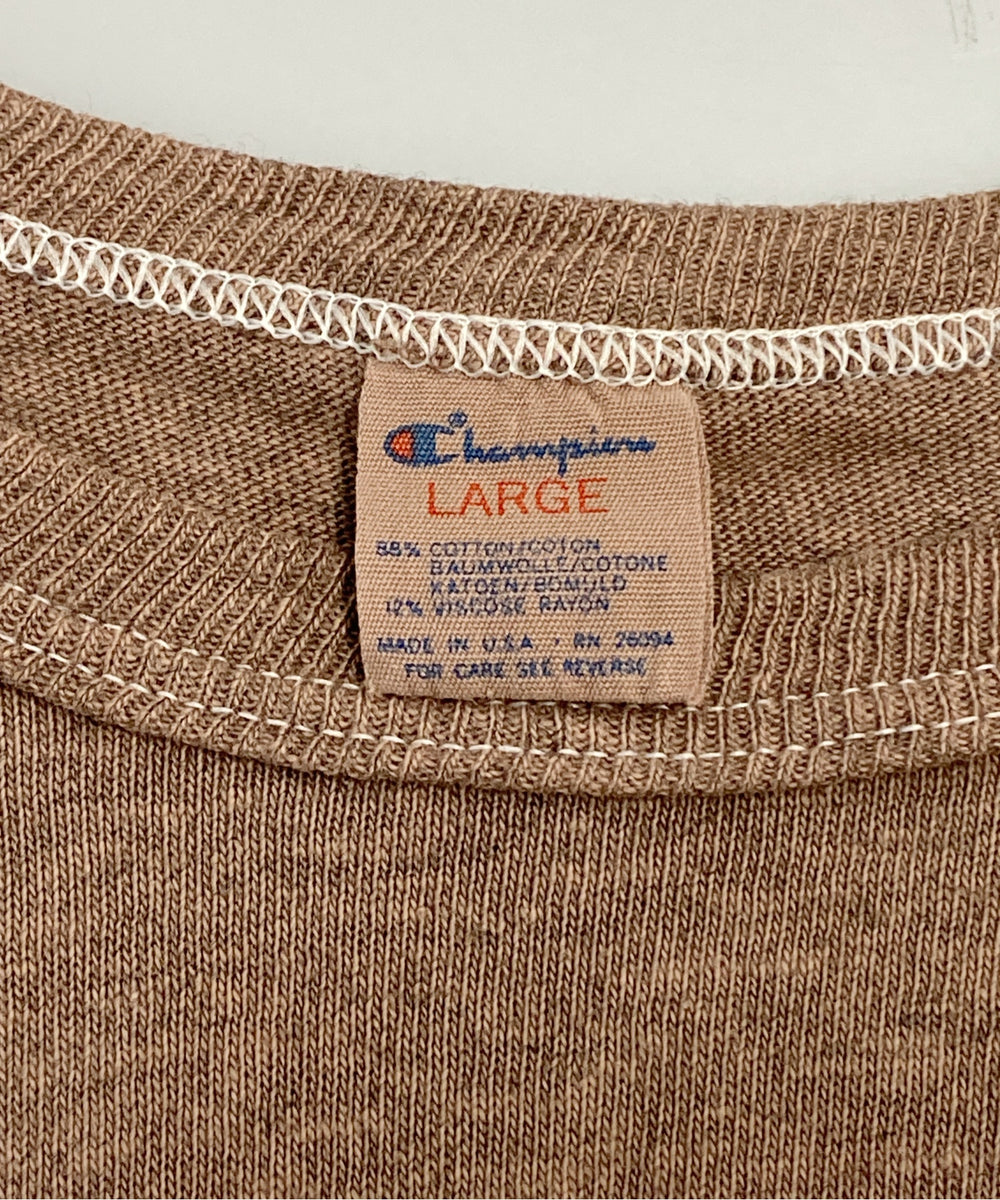 Champion®
LARGE
88% COTTON/COTON
BAUMWOLLE/COTONE
KATOEN/BOMULD
12% VISCOSE RAYON
MADE IN U.S.A • RN 26094
FOR CARE SEE REVERSE